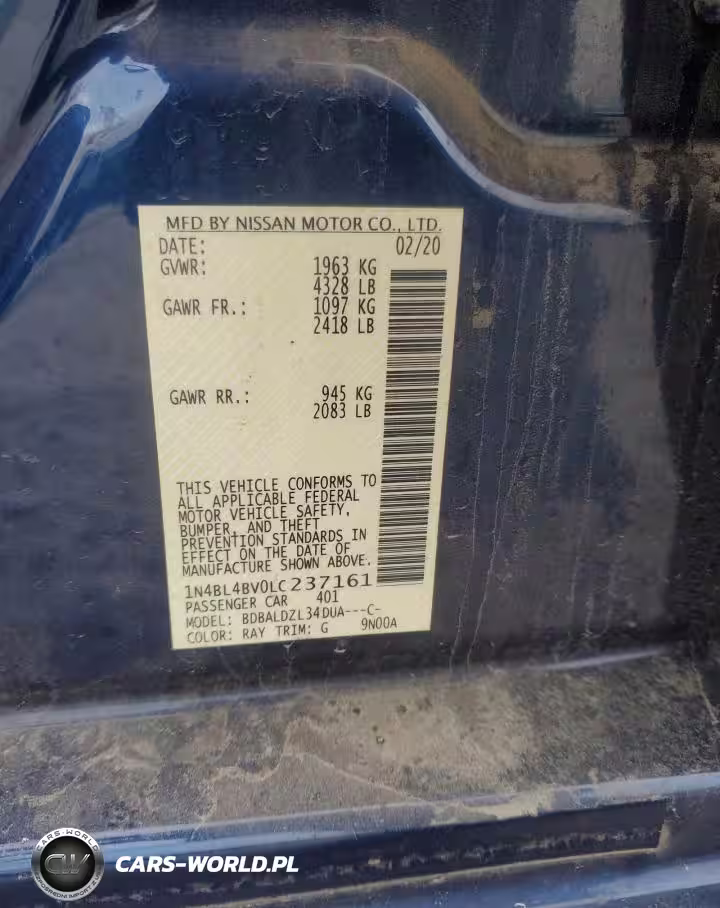 MFD BY NISSAN MOTOR CO., LTD.
DATE: 02/20
GVWR: 1963 KG
4328 LB
GAWR FR.: 1097 KG
2418 LB
GAWR RR.: 945 KG
2083 LB
THIS VEHICLE CONFORMS TO
ALL APPLICABLE FEDERAL
MOTOR VEHICLE SAFETY,
BUMPER, AND THEFT
PREVENTION STANDARDS IN
EFFECT ON THE DATE OF
MANUFACTURE SHOWN ABOVE.
1N4BL4BV0LC237161
PASSENGER CAR 401
MODEL: BDBALDZL34DUA---C-
COLOR: RAY TRIM: G 9N00A
CARS-WORLD
CW
CARS-WORLD.PL